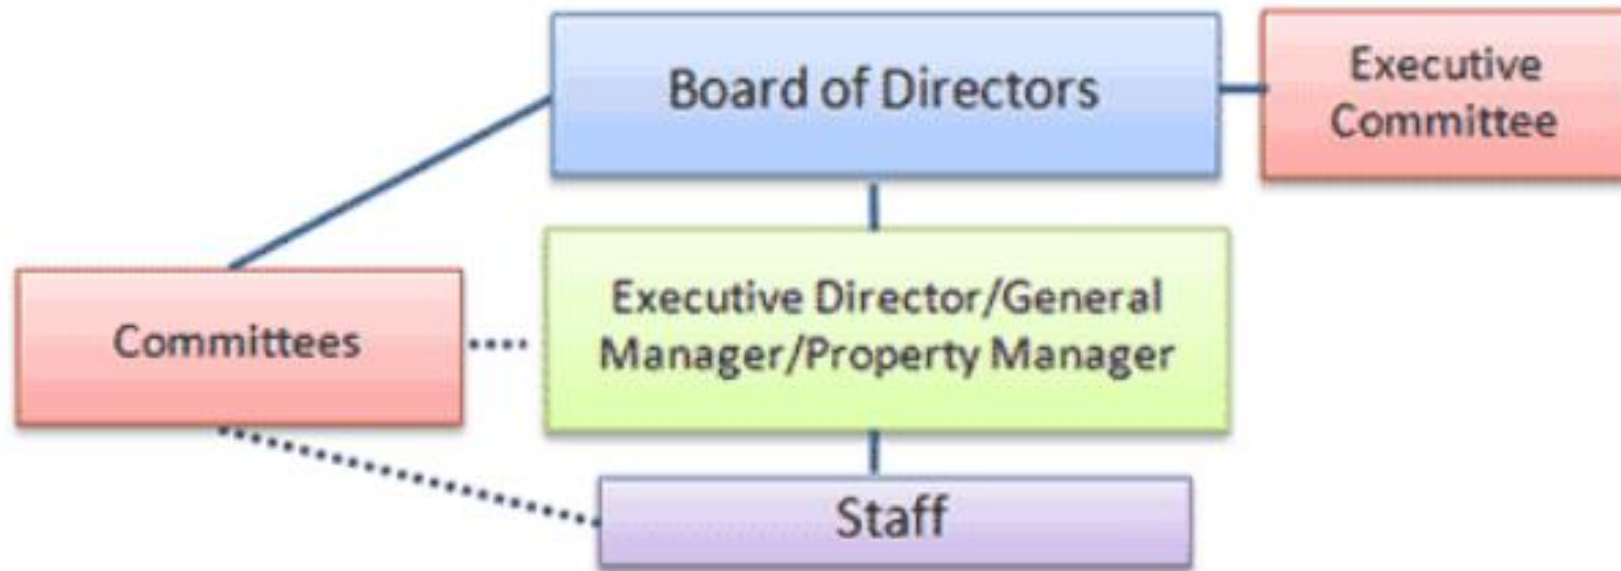 Board of Directors
Executive
Committee
Committees
Executive Director/General
Manager/Property Manager
Staff